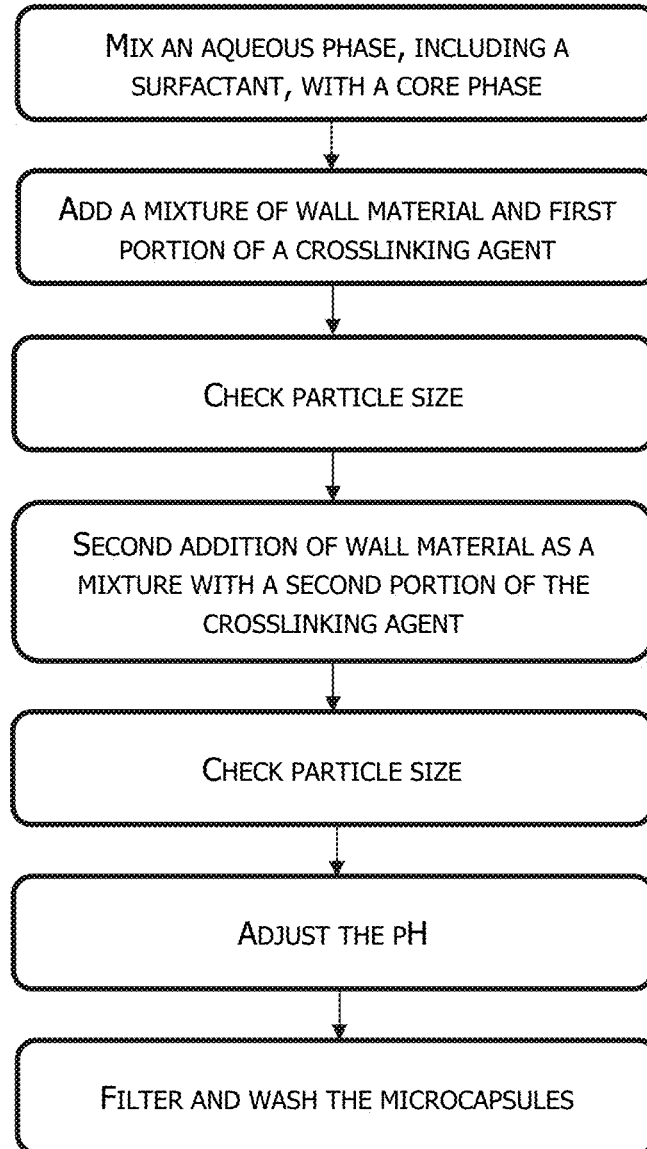 MIX AN AQUEOUS PHASE, INCLUDING A
SURFACTANT, WITH A CORE PHASE
ADD A MIXTURE OF WALL MATERIAL AND FIRST
PORTION OF A CROSSLINKING AGENT
CHECK PARTICLE SIZE
SECOND ADDITION OF WALL MATERIAL AS A
MIXTURE WITH A SECOND PORTION OF THE
CROSSLINKING AGENT
CHECK PARTICLE SIZE
ADJUST THE PH
FILTER AND WASH THE MICROCAPSULES